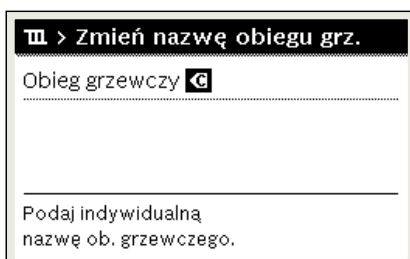 > Zmień nazwę obiegu grz.
Obieg grzewczy C
Podaj indywidualną
nazwę ob. grzewczego.